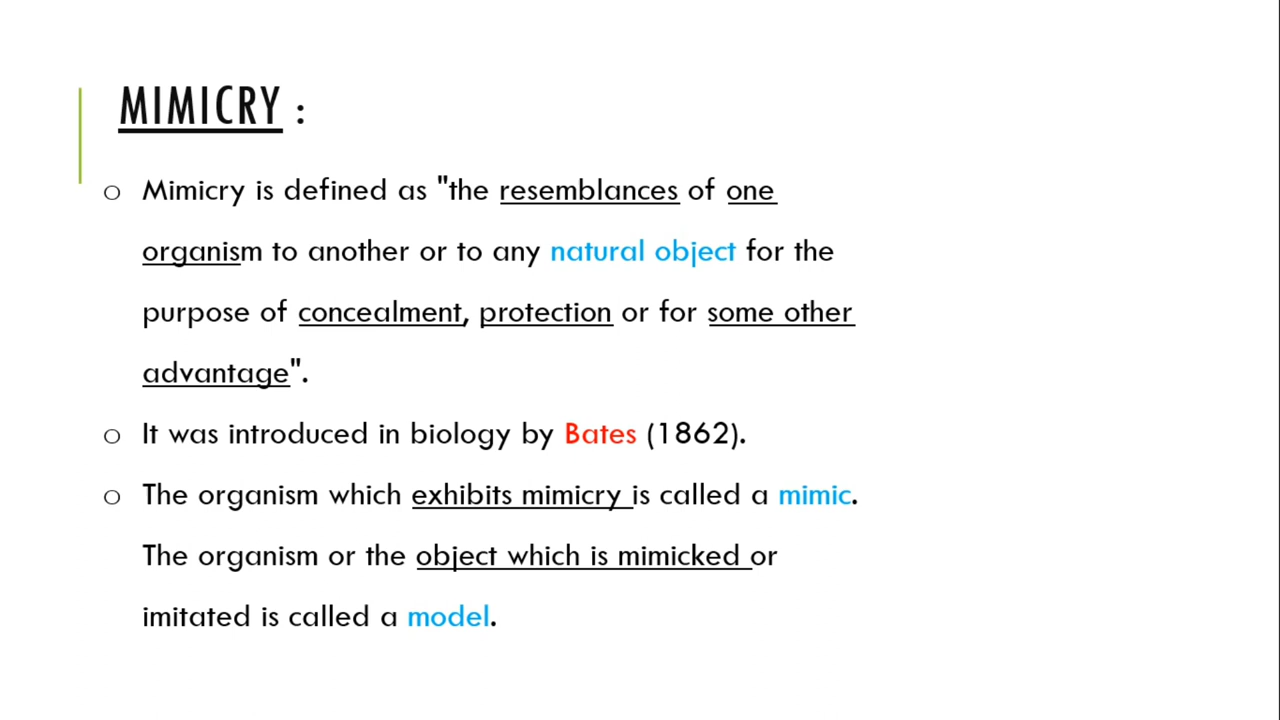 MIMICRY :
o Mimicry is defined as "the resemblances of one
organism to another or to any natural object for the
purpose of concealment, protection or for some other
advantage".
o It was introduced in biology by Bates (1862).
o The organism which exhibits mimicry is called a mimic.
The organism or the object which is mimicked or
imitated is called a model.